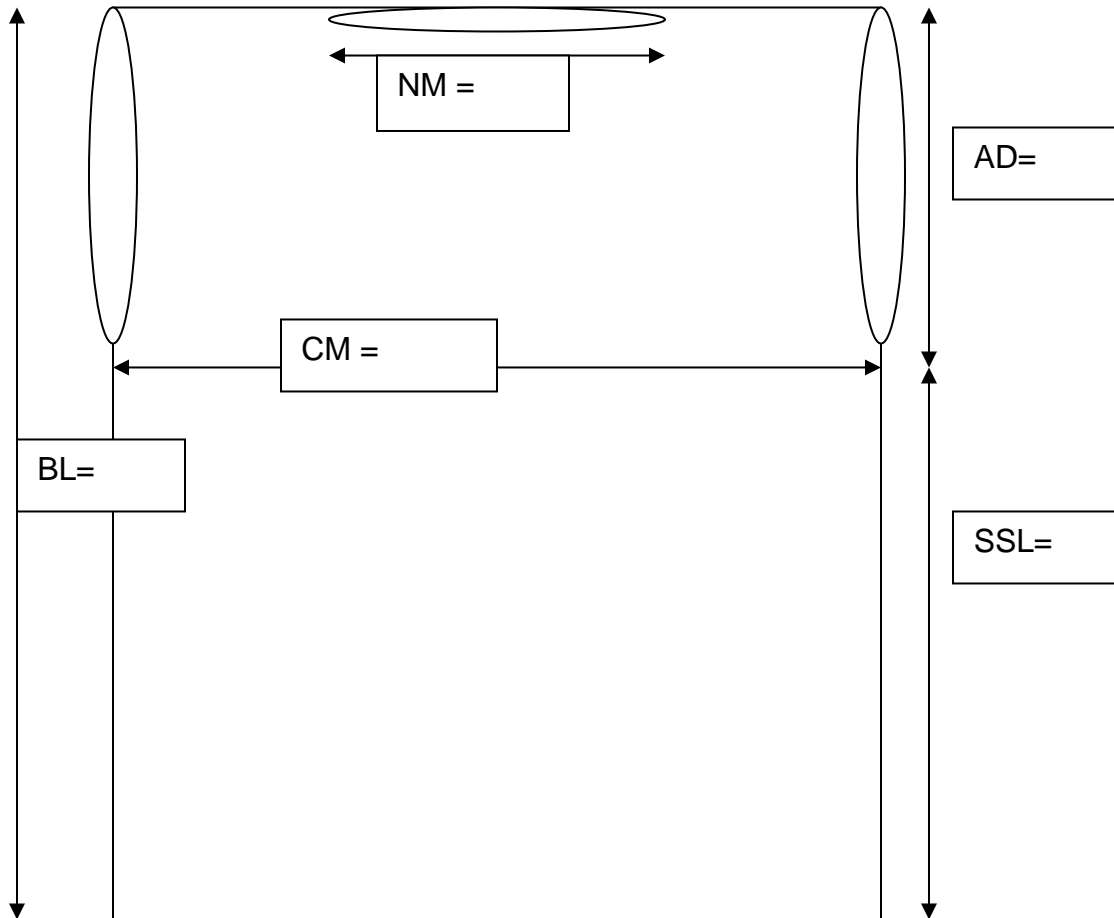 NM =
AD=
CM =
BL=
SSL=